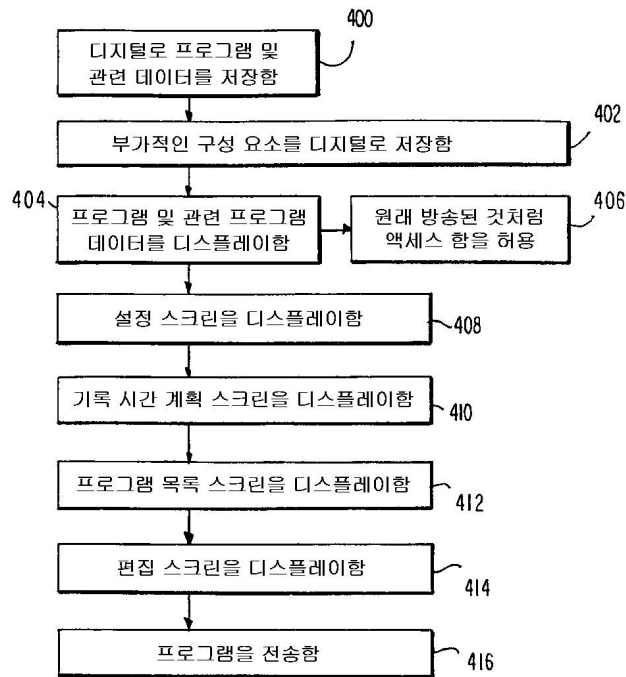 디지털로 프로그램 및
관련 데이터를 저장함
400
부가적인 구성 요소를 디지털로 저장함
402
404
프로그램 및 관련 프로그램
데이터를 디스플레이함
원래 방송된 것처럼
액세스 함을 허용
406
설정 스크린을 디스플레이함
408
기록 시간 계획 스크린을 디스플레이함
410
프로그램 목록 스크린을 디스플레이함
412
편집 스크린을 디스플레이함
414
프로그램을 전송함
416